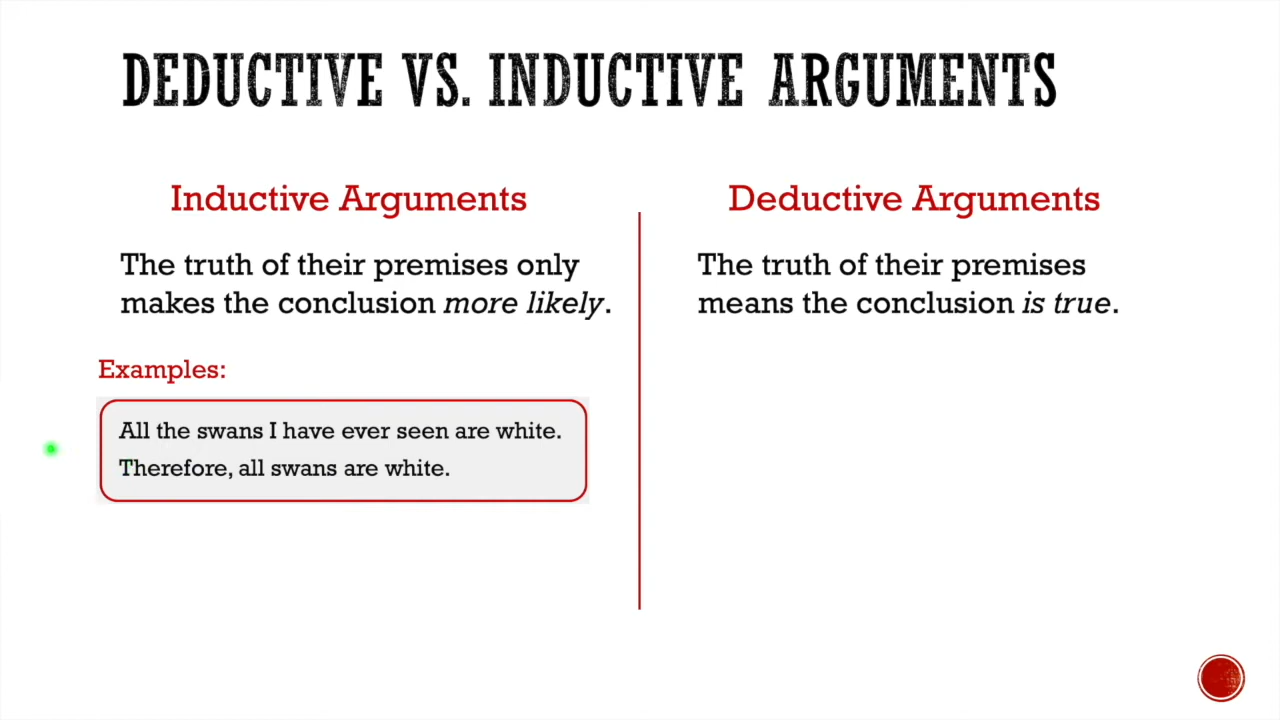 DEDUCTIVE VS. INDUCTIVE ARGUMENTS
Inductive Arguments
The truth of their premises only
makes the conclusion more likely.
Examples:
All the swans I have ever seen are white.
Therefore, all swans are white.
Deductive Arguments
The truth of their premises
means the conclusion is true.